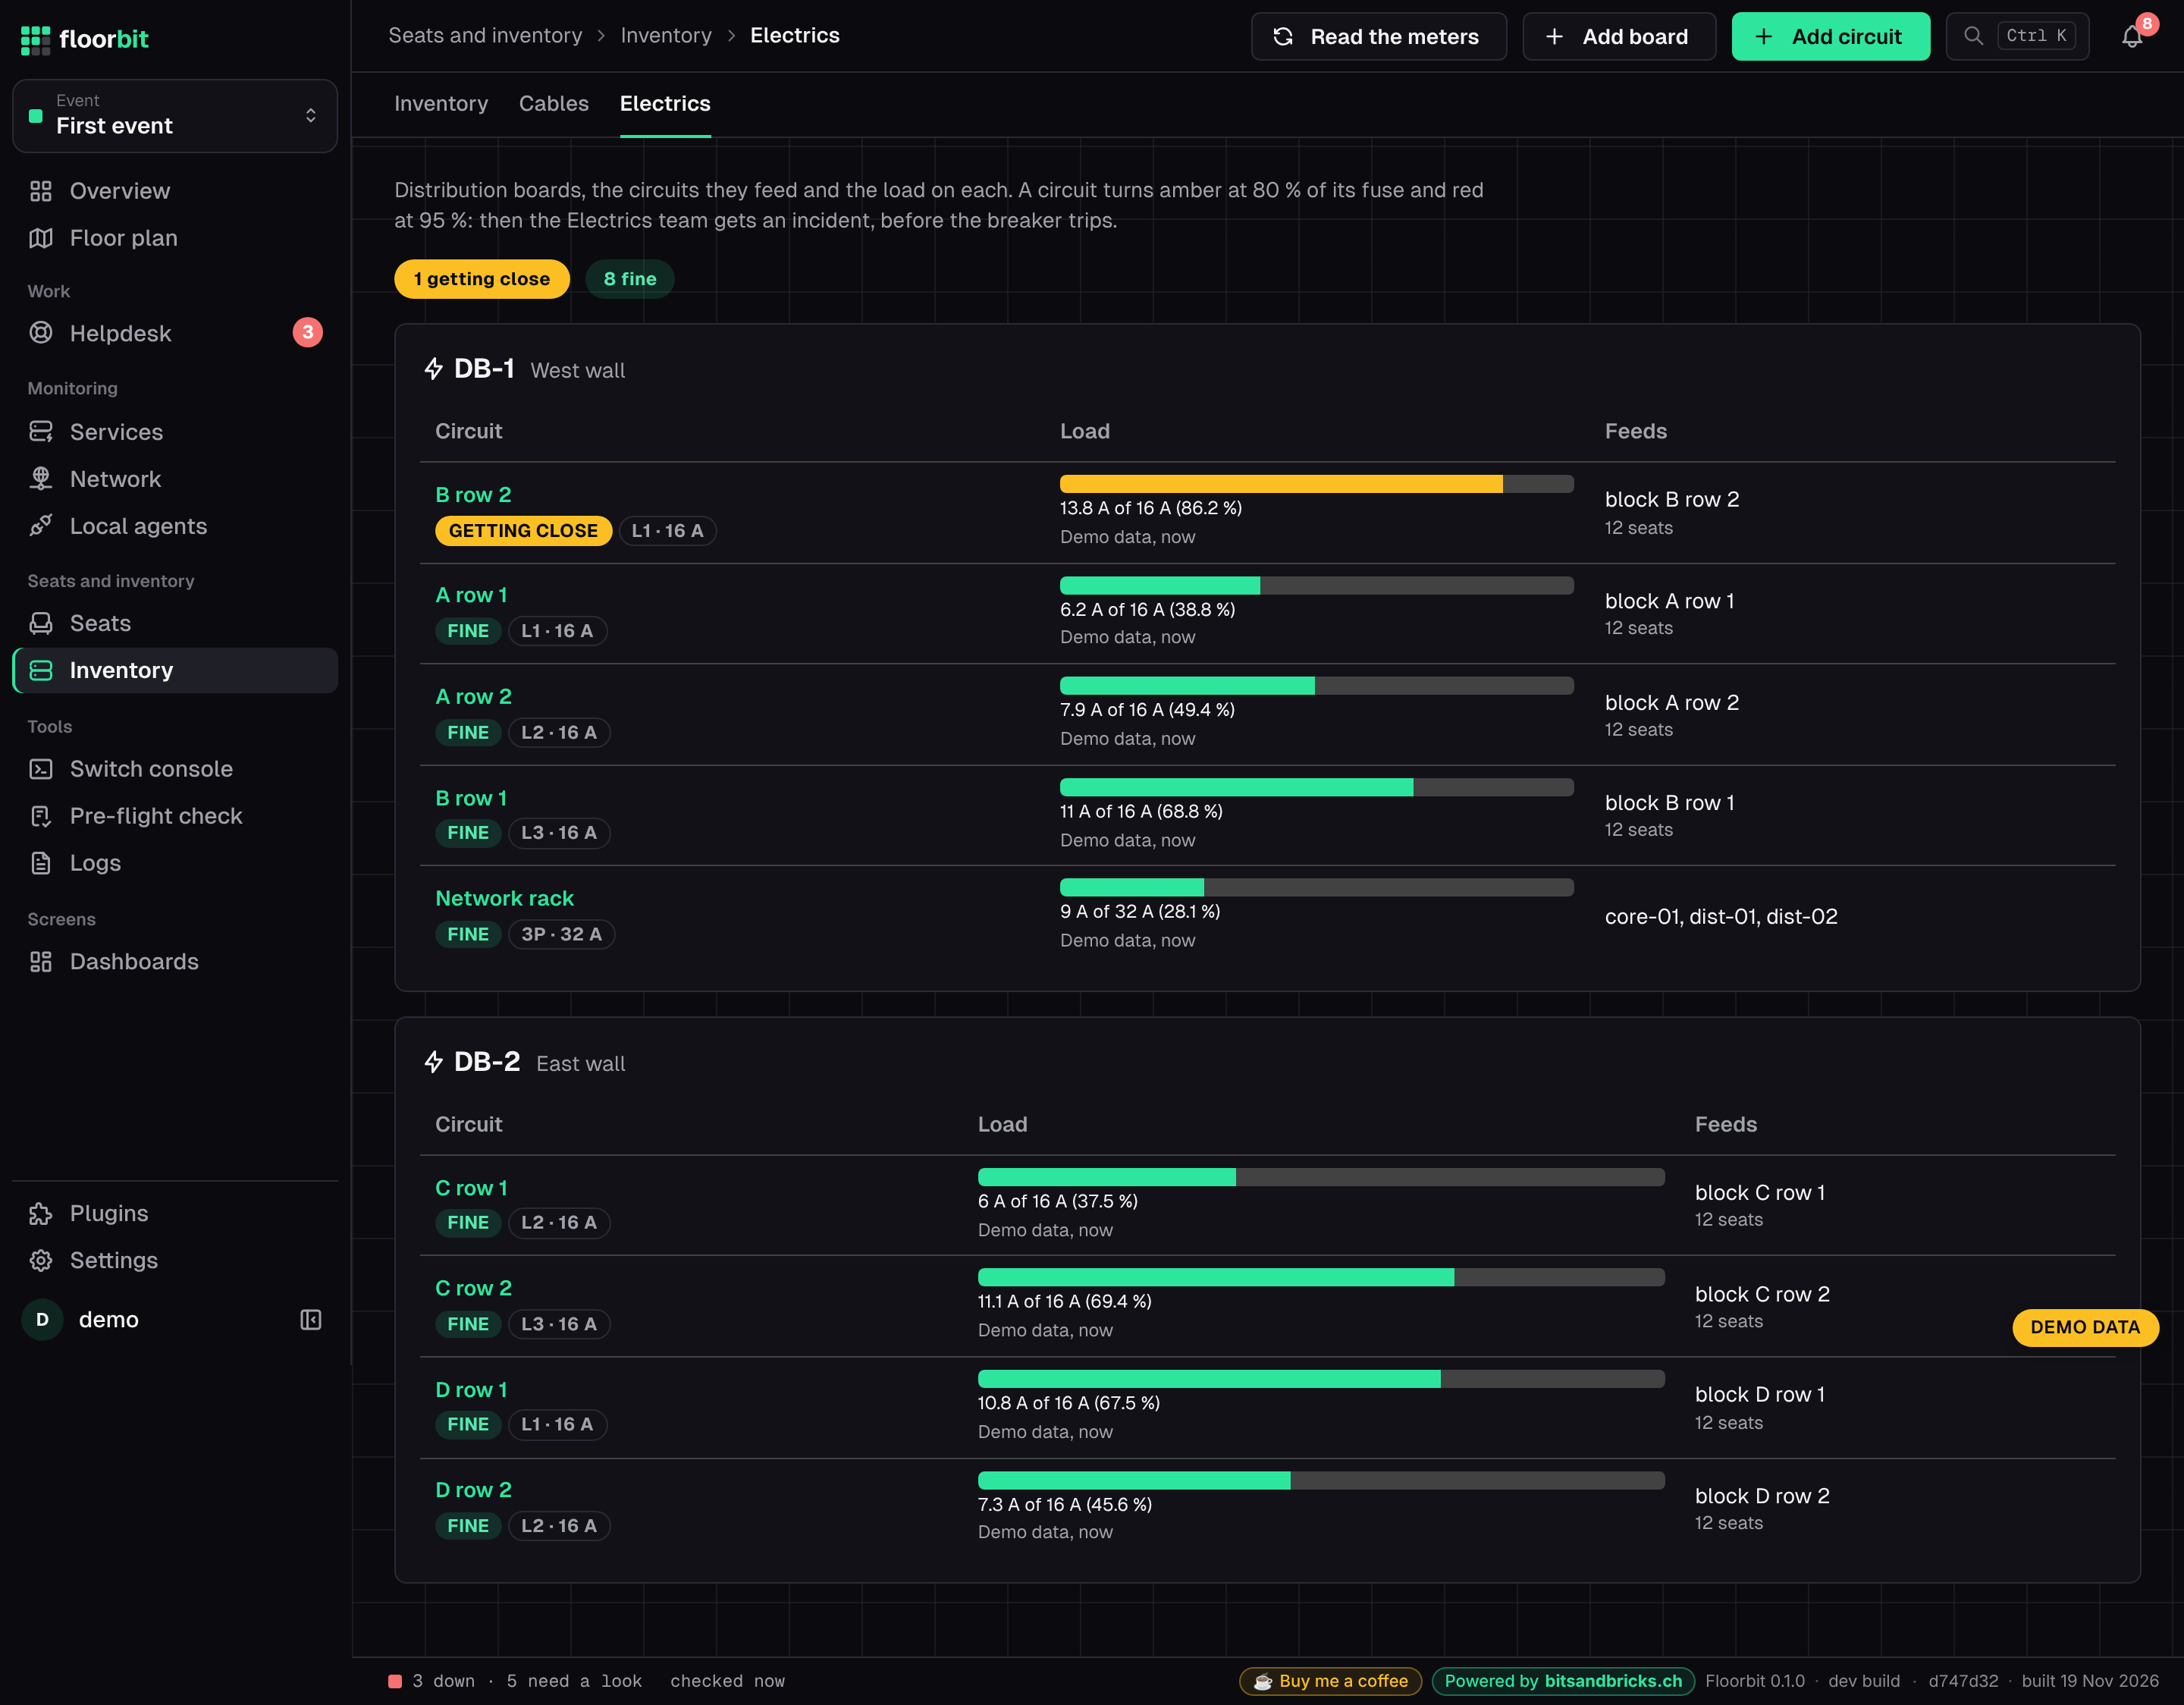 floorbit
Event
First event
Overview
Floor plan
Work
Helpdesk 3
Monitoring
Services
Network
Local agents
Seats and inventory
Seats
Inventory
Tools
Switch console
Pre-flight check
Logs
Screens
Dashboards
Plugins
Settings
D demo
Seats and inventory > Inventory > Electrics
Read the meters
+ Add board
+ Add circuit
Ctrl K
8
Inventory Cables Electrics
Distribution boards, the circuits they feed and the load on each. A circuit turns amber at 80 % of its fuse and red
at 95 %: then the Electrics team gets an incident, before the breaker trips.
1 getting close 8 fine
DB-1 West wall
Circuit Load Feeds
B row 2
GETTING CLOSE L1 · 16 A
13.8 A of 16 A (86.2 %)
Demo data, now
block B row 2
12 seats
A row 1
FINE L1 · 16 A
6.2 A of 16 A (38.8 %)
Demo data, now
block A row 1
12 seats
A row 2
FINE L2 · 16 A
7.9 A of 16 A (49.4 %)
Demo data, now
block A row 2
12 seats
B row 1
FINE L3 · 16 A
11 A of 16 A (68.8 %)
Demo data, now
block B row 1
12 seats
Network rack
FINE 3P · 32 A
9 A of 32 A (28.1 %)
Demo data, now
core-01, dist-01, dist-02
DB-2 East wall
Circuit Load Feeds
C row 1
FINE L2 · 16 A
6 A of 16 A (37.5 %)
Demo data, now
block C row 1
12 seats
C row 2
FINE L3 · 16 A
11.1 A of 16 A (69.4 %)
Demo data, now
block C row 2
12 seats
DEMO DATA
D row 1
FINE L1 · 16 A
10.8 A of 16 A (67.5 %)
Demo data, now
block D row 1
12 seats
D row 2
FINE L2 · 16 A
7.3 A of 16 A (45.6 %)
Demo data, now
block D row 2
12 seats
3 down · 5 need a look checked now
Buy me a coffee
Powered by bitsandbricks.ch
Floorbit 0.1.0 · dev build · d747d32 · built 19 Nov 2026